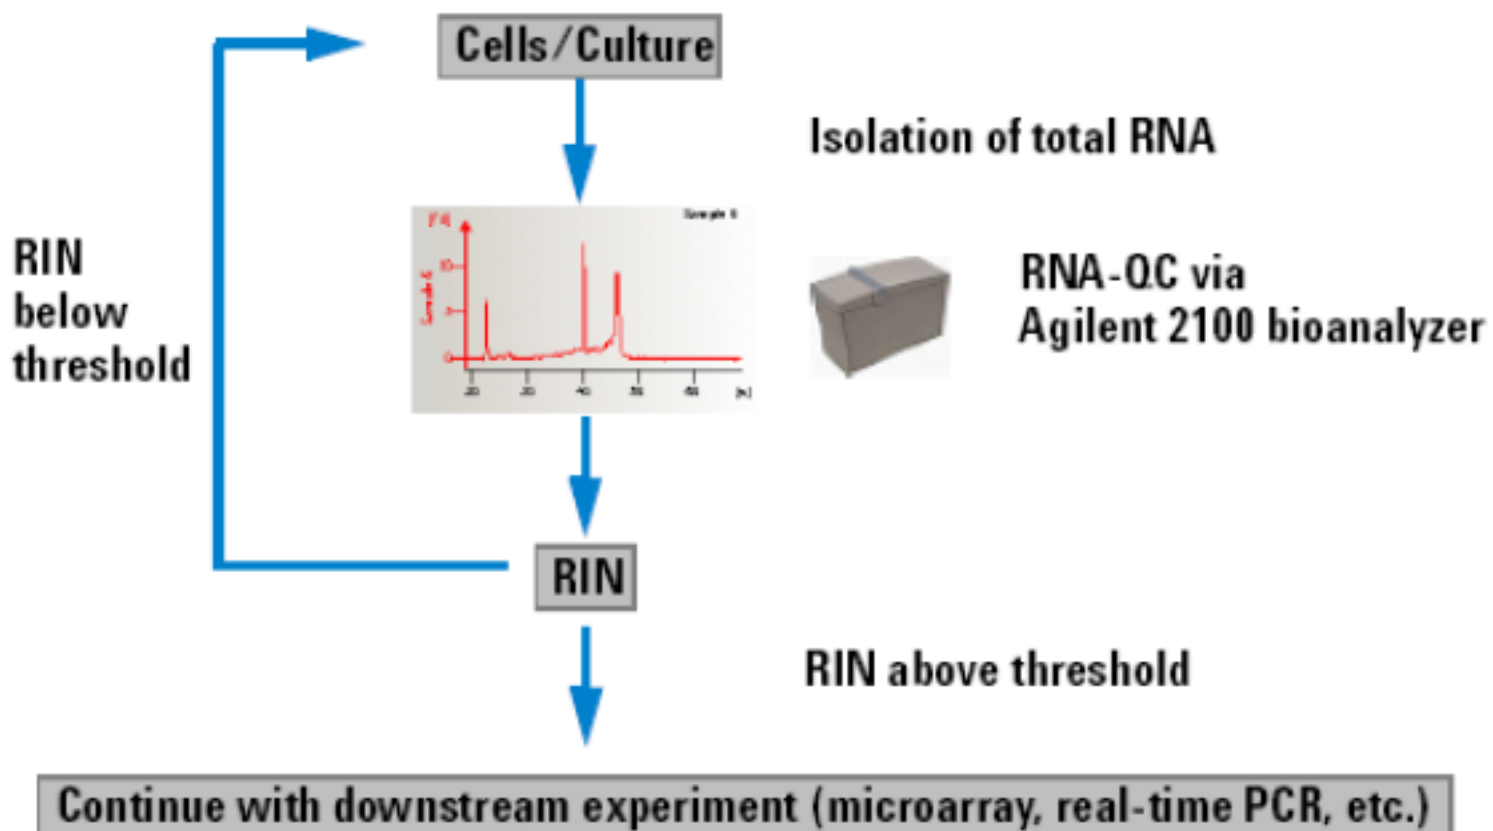 Cells/Culture
Isolation of total RNA
RIN
below
threshold
RNA-QC via
Agilent 2100 bioanalyzer
RIN
RIN above threshold
Continue with downstream experiment (microarray, real-time PCR, etc.)